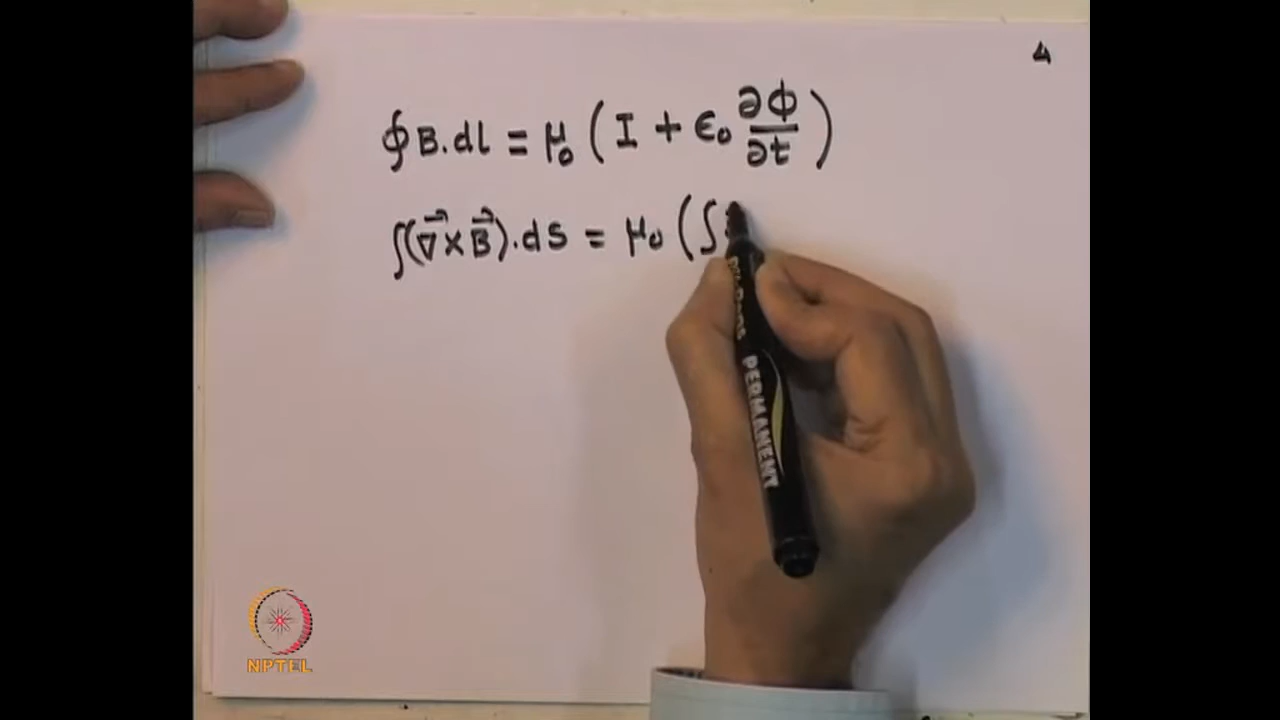 4
∮B.dl = μ₀ (I + ε₀ ∂ϕ/∂t)
∫(∇⃗×B⃗).ds = μ₀ (∫
PERMANENT
NPTEL